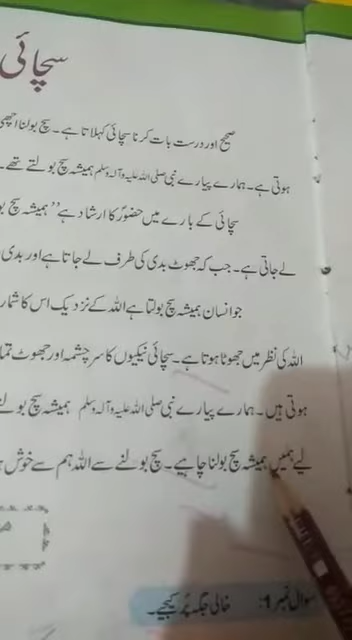 سچائی
صحیح اور درست بات کرنا سچائی کہلاتا ہے۔ سچ بولنا اچھی
ہوتی ہے۔ ہمارے پیارے نبی صلی اللہ علیہ وآلہ وسلم ہمیشہ سچ بولتے تھے۔
سچائی کے بارے میں حضورؐ کا ارشاد ہے "ہمیشہ سچ بو
لے جاتی ہے۔ جب کہ جھوٹ بدی کی طرف لے جاتا ہے اور بدی
جو انسان ہمیشہ سچ بولتا ہے اللہ کے نزدیک اس کا شمار
اللہ کی نظر میں جھوٹا ہوتا ہے۔ سچائی نیکیوں کا سرچشمہ اور جھوٹ تما
ہوتی ہیں۔ ہمارے پیارے نبی صلی اللہ علیہ وآلہ وسلم ہمیشہ سچ بولتے
لیے ہمیں ہمیشہ سچ بولنا چاہیے۔ سچ بولنے سے اللہ ہم سے خوش
سوال نمبر 1: خالی جگہ پُر کیجیے۔